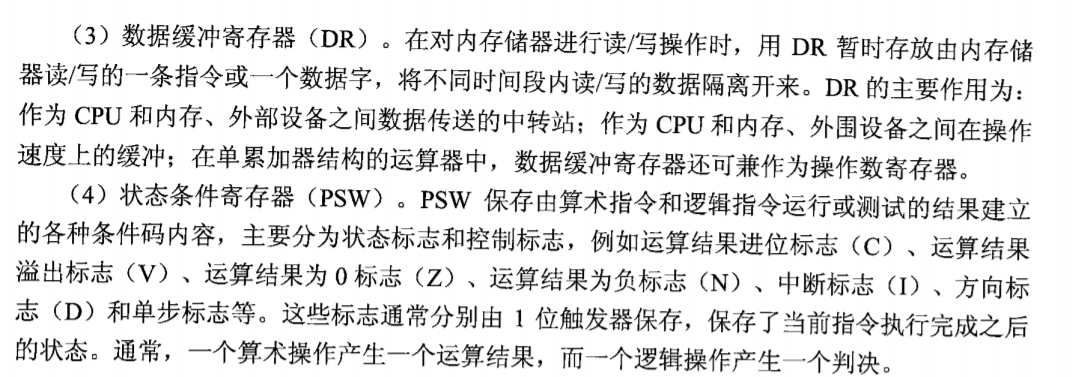 （3）数据缓冲寄存器（DR）。在对内存储器进行读/写操作时，用 DR 暂时存放由内存储
器读/写的一条指令或一个数据字，将不同时间段内读/写的数据隔离开来。DR 的主要作用为：
作为 CPU 和内存、外部设备之间数据传送的中转站；作为 CPU 和内存、外围设备之间在操作
速度上的缓冲；在单累加器结构的运算器中，数据缓冲寄存器还可兼作为操作数寄存器。
（4）状态条件寄存器（PSW）。PSW 保存由算术指令和逻辑指令运行或测试的结果建立
的各种条件码内容，主要分为状态标志和控制标志，例如运算结果进位标志（C）、运算结果
溢出标志（V）、运算结果为 0 标志（Z）、运算结果为负标志（N）、中断标志（I）、方向标
志（D）和单步标志等。这些标志通常分别由 1 位触发器保存，保存了当前指令执行完成之后
的状态。通常，一个算术操作产生一个运算结果，而一个逻辑操作产生一个判决。